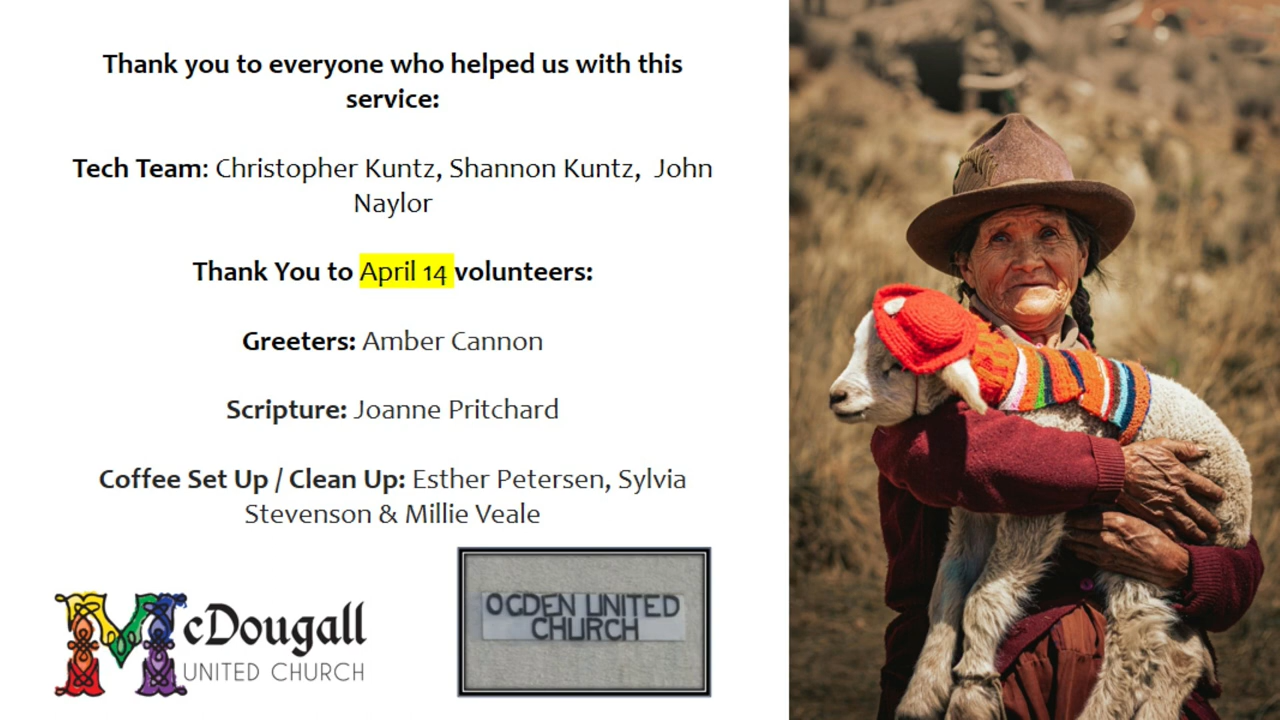 Thank you to everyone who helped us with this
service:
Tech Team: Christopher Kuntz, Shannon Kuntz,  John
Naylor
Thank You to April 14 volunteers:
Greeters: Amber Cannon
Scripture: Joanne Pritchard
Coffee Set Up / Clean Up: Esther Petersen, Sylvia
Stevenson & Millie Veale
McDougall
UNITED CHURCH
OGDEN UNITED
CHURCH